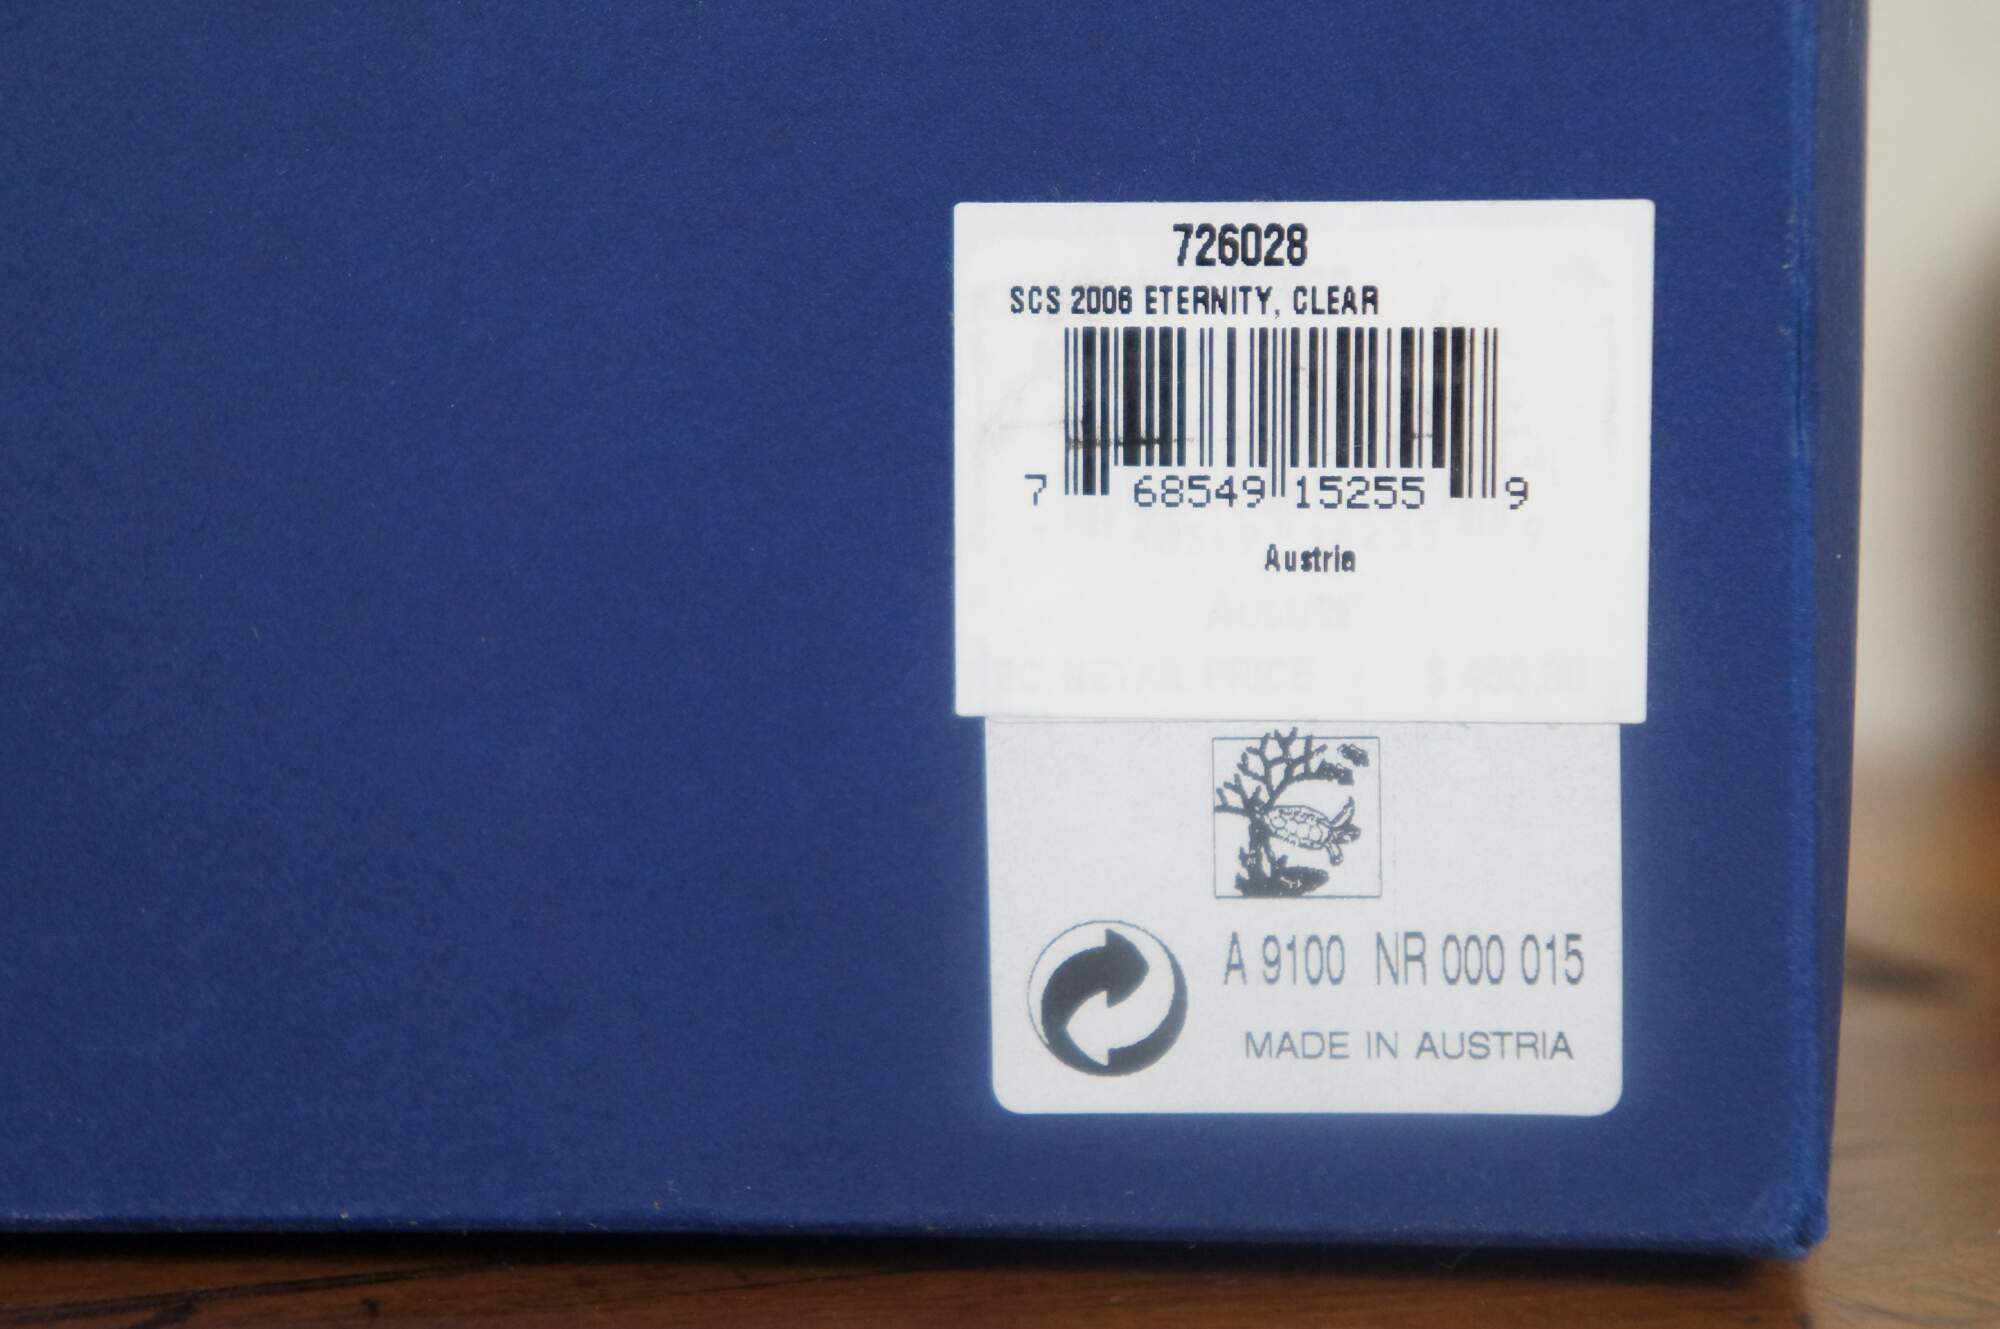 726028
SCS 2006 ETERNITY, CLEAR
7 68549 15255 9
Austria
A 9100 NR 000 015
MADE IN AUSTRIA